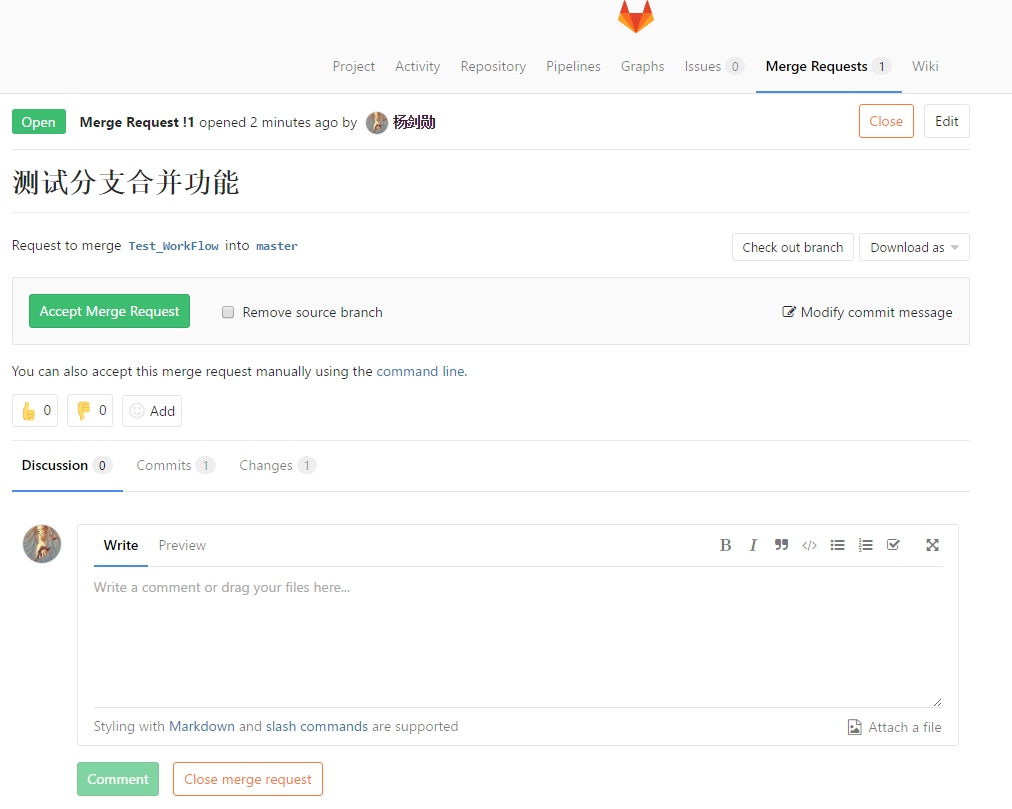 Project Activity Repository Pipelines Graphs Issues 0 Merge Requests 1 Wiki
Open Merge Request !1 opened 2 minutes ago by 杨剑勋 Close Edit
测试分支合并功能
Request to merge Test_WorkFlow into master Check out branch Download as
Accept Merge Request Remove source branch Modify commit message
You can also accept this merge request manually using the command line.
0 0 Add
Discussion 0 Commits 1 Changes 1
Write Preview B I
Write a comment or drag your files here...
Styling with Markdown and slash commands are supported Attach a file
Comment Close merge request